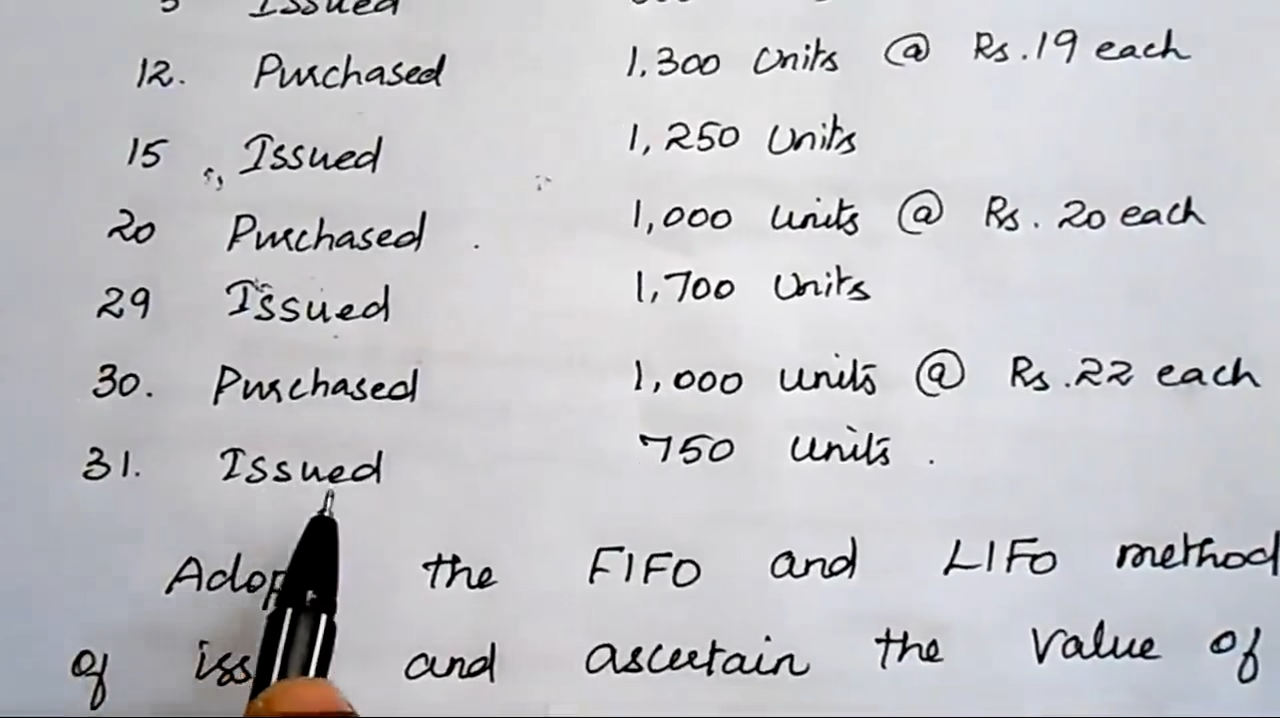 Issued
12. Purchased 1,300 Units @ Rs.19 each
15 Issued 1,250 Units
20 Purchased 1,000 units @ Rs. 20 each
29 Issued 1,700 Units
30. Purchased 1,000 units @ Rs.22 each
31. Issued 750 units.
the FIFO and LIFO method
of and ascertain the value of